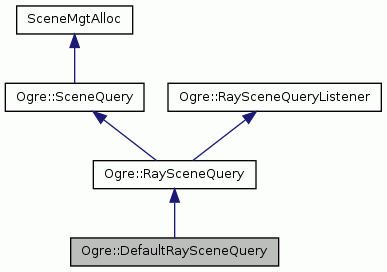 SceneMgtAlloc
Ogre::SceneQuery
Ogre::RaySceneQueryListener
Ogre::RaySceneQuery
Ogre::DefaultRaySceneQuery